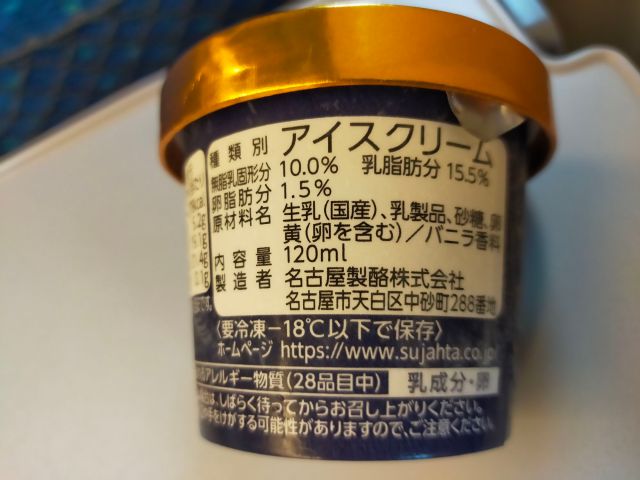 種類別 アイスクリーム
無脂乳固形分 10.0% 乳脂肪分 15.5%
卵脂肪分 1.5%
原材料名 生乳(国産)、乳製品、砂糖、卵
黄(卵を含む)/バニラ香料
内容量 120ml
製造者 名古屋製酪株式会社
名古屋市天白区中砂町288番地
〈要冷凍-18℃以下で保存〉
ホームページ https://www.sujahta.co.jp
アレルギー物質(28品目中) 乳成分・卵
は、しばらく待ってからお召し上がりください。
手をけがする可能性がありますので、ご注意ください。